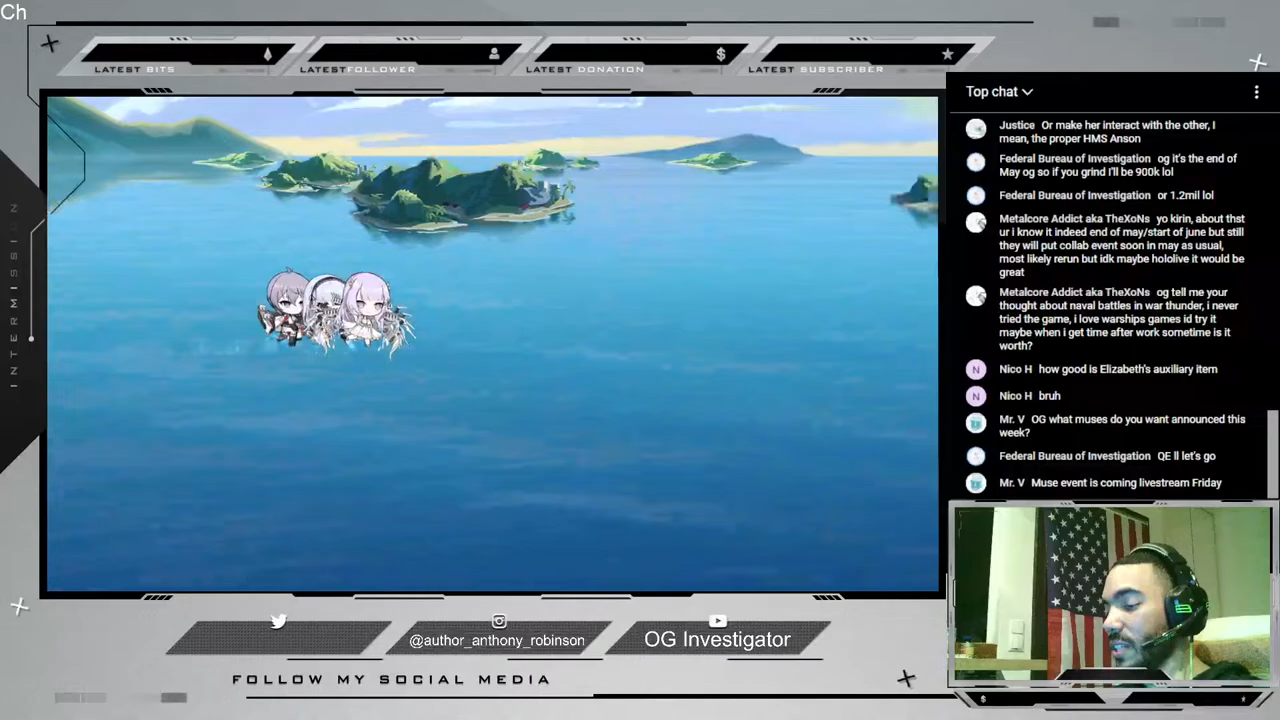 Ch
LATEST BITS
LATEST FOLLOWER
LATEST DONATION
LATEST SUBSCRIBER
INTERMISSION
Top chat
Justice Or make her interact with the other, I
mean, the proper HMS Anson
Federal Bureau of Investigation og it's the end of
May og so if you grind I'll be 900k lol
Federal Bureau of Investigation or 1.2mil lol
Metalcore Addict aka TheXoNs yo kirin, about thst
ur i know it indeed end of may/start of june but still
they will put collab event soon in may as usual,
most likely rerun but idk maybe hololive it would be
great
Metalcore Addict aka TheXoNs og tell me your
thought about naval battles in war thunder, i never
tried the game, i love warships games id try it
maybe when i get time after work sometime is it
worth?
N Nico H how good is Elizabeth's auxiliary item
N Nico H bruh
Mr. V OG what muses do you want announced this
week?
Federal Bureau of Investigation QE ll let's go
Mr. V Muse event is coming livestream Friday
@author_anthony_robinson
OG Investigator
FOLLOW MY SOCIAL MEDIA